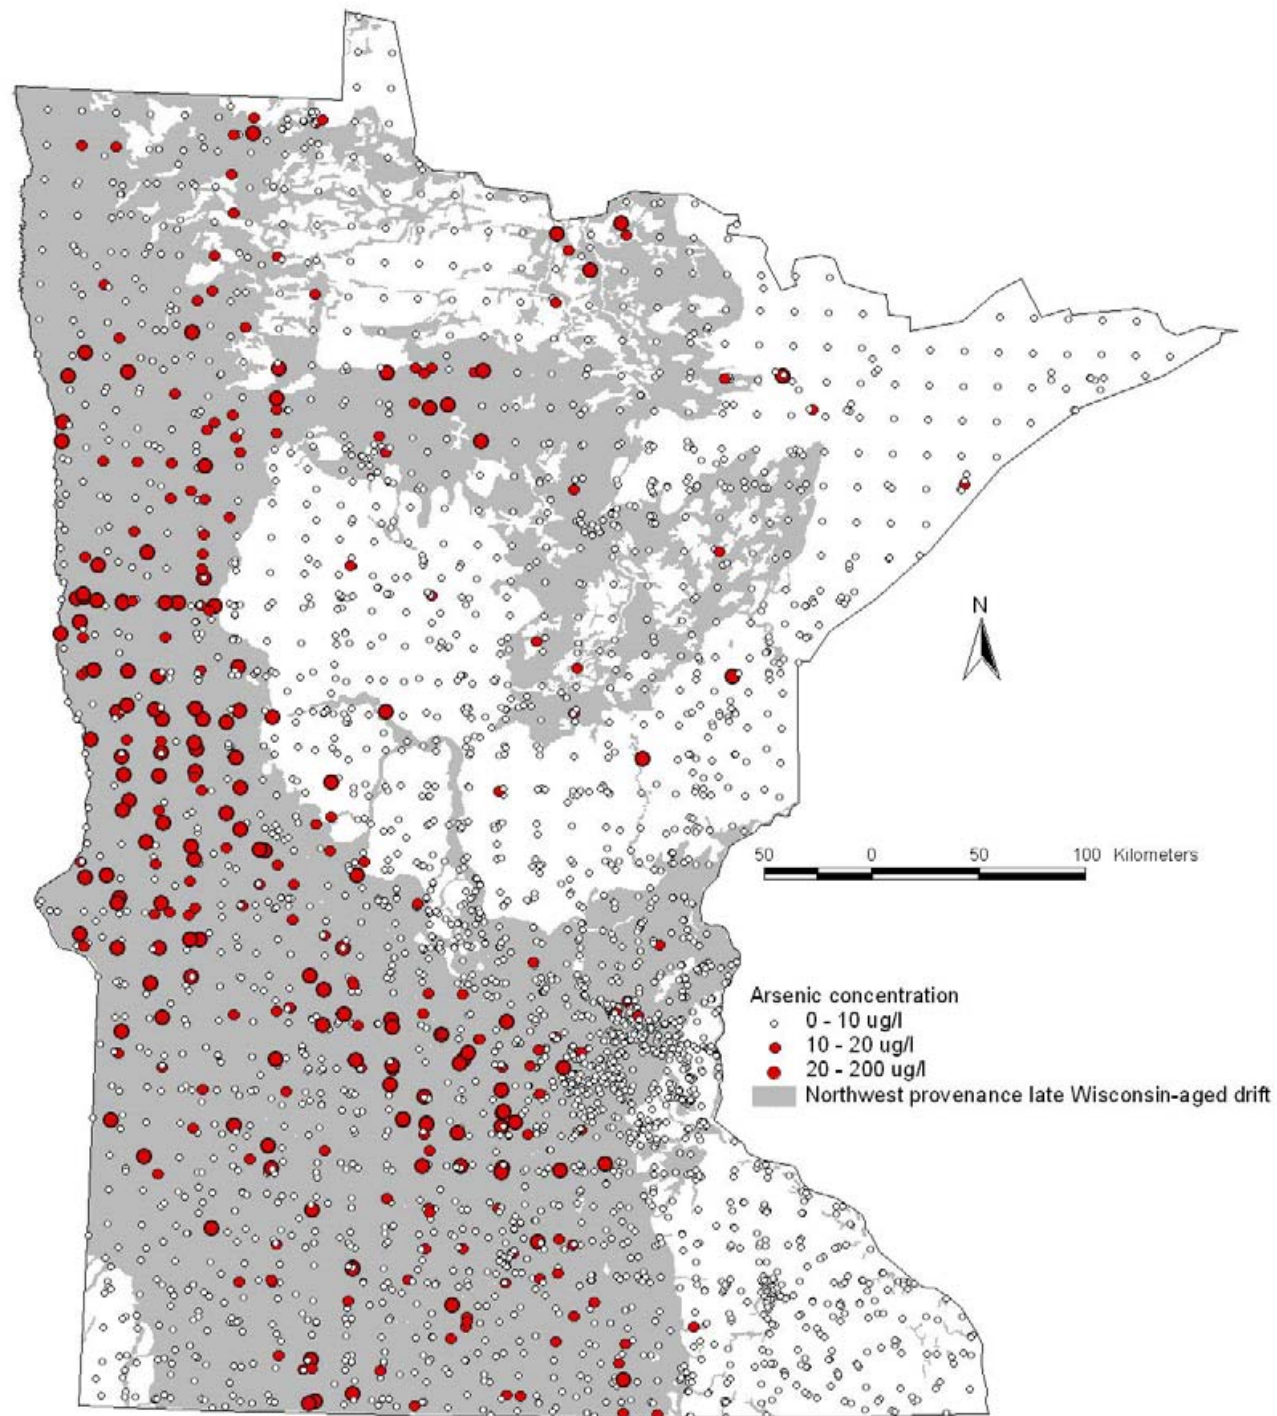 N
50 0 50 100 Kilometers
Arsenic concentration
0 - 10 ug/l
10 - 20 ug/l
20 - 200 ug/l
Northwest provenance late Wisconsin-aged drift